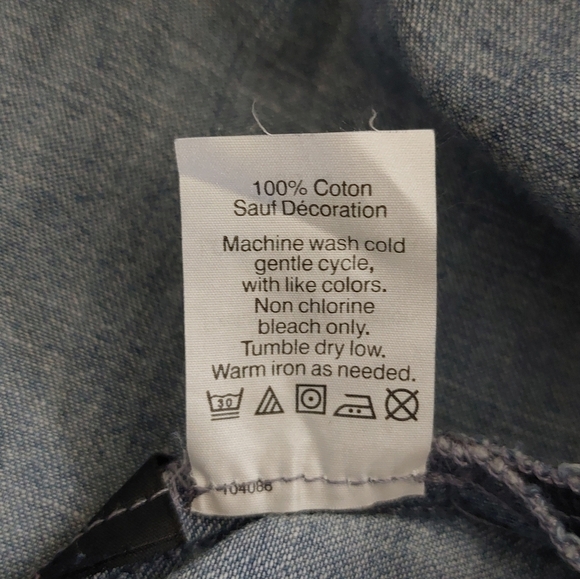 100% Coton
Sauf Décoration
Machine wash cold
gentle cycle,
with like colors.
Non chlorine
bleach only.
Tumble dry low.
Warm iron as needed.
30
104086